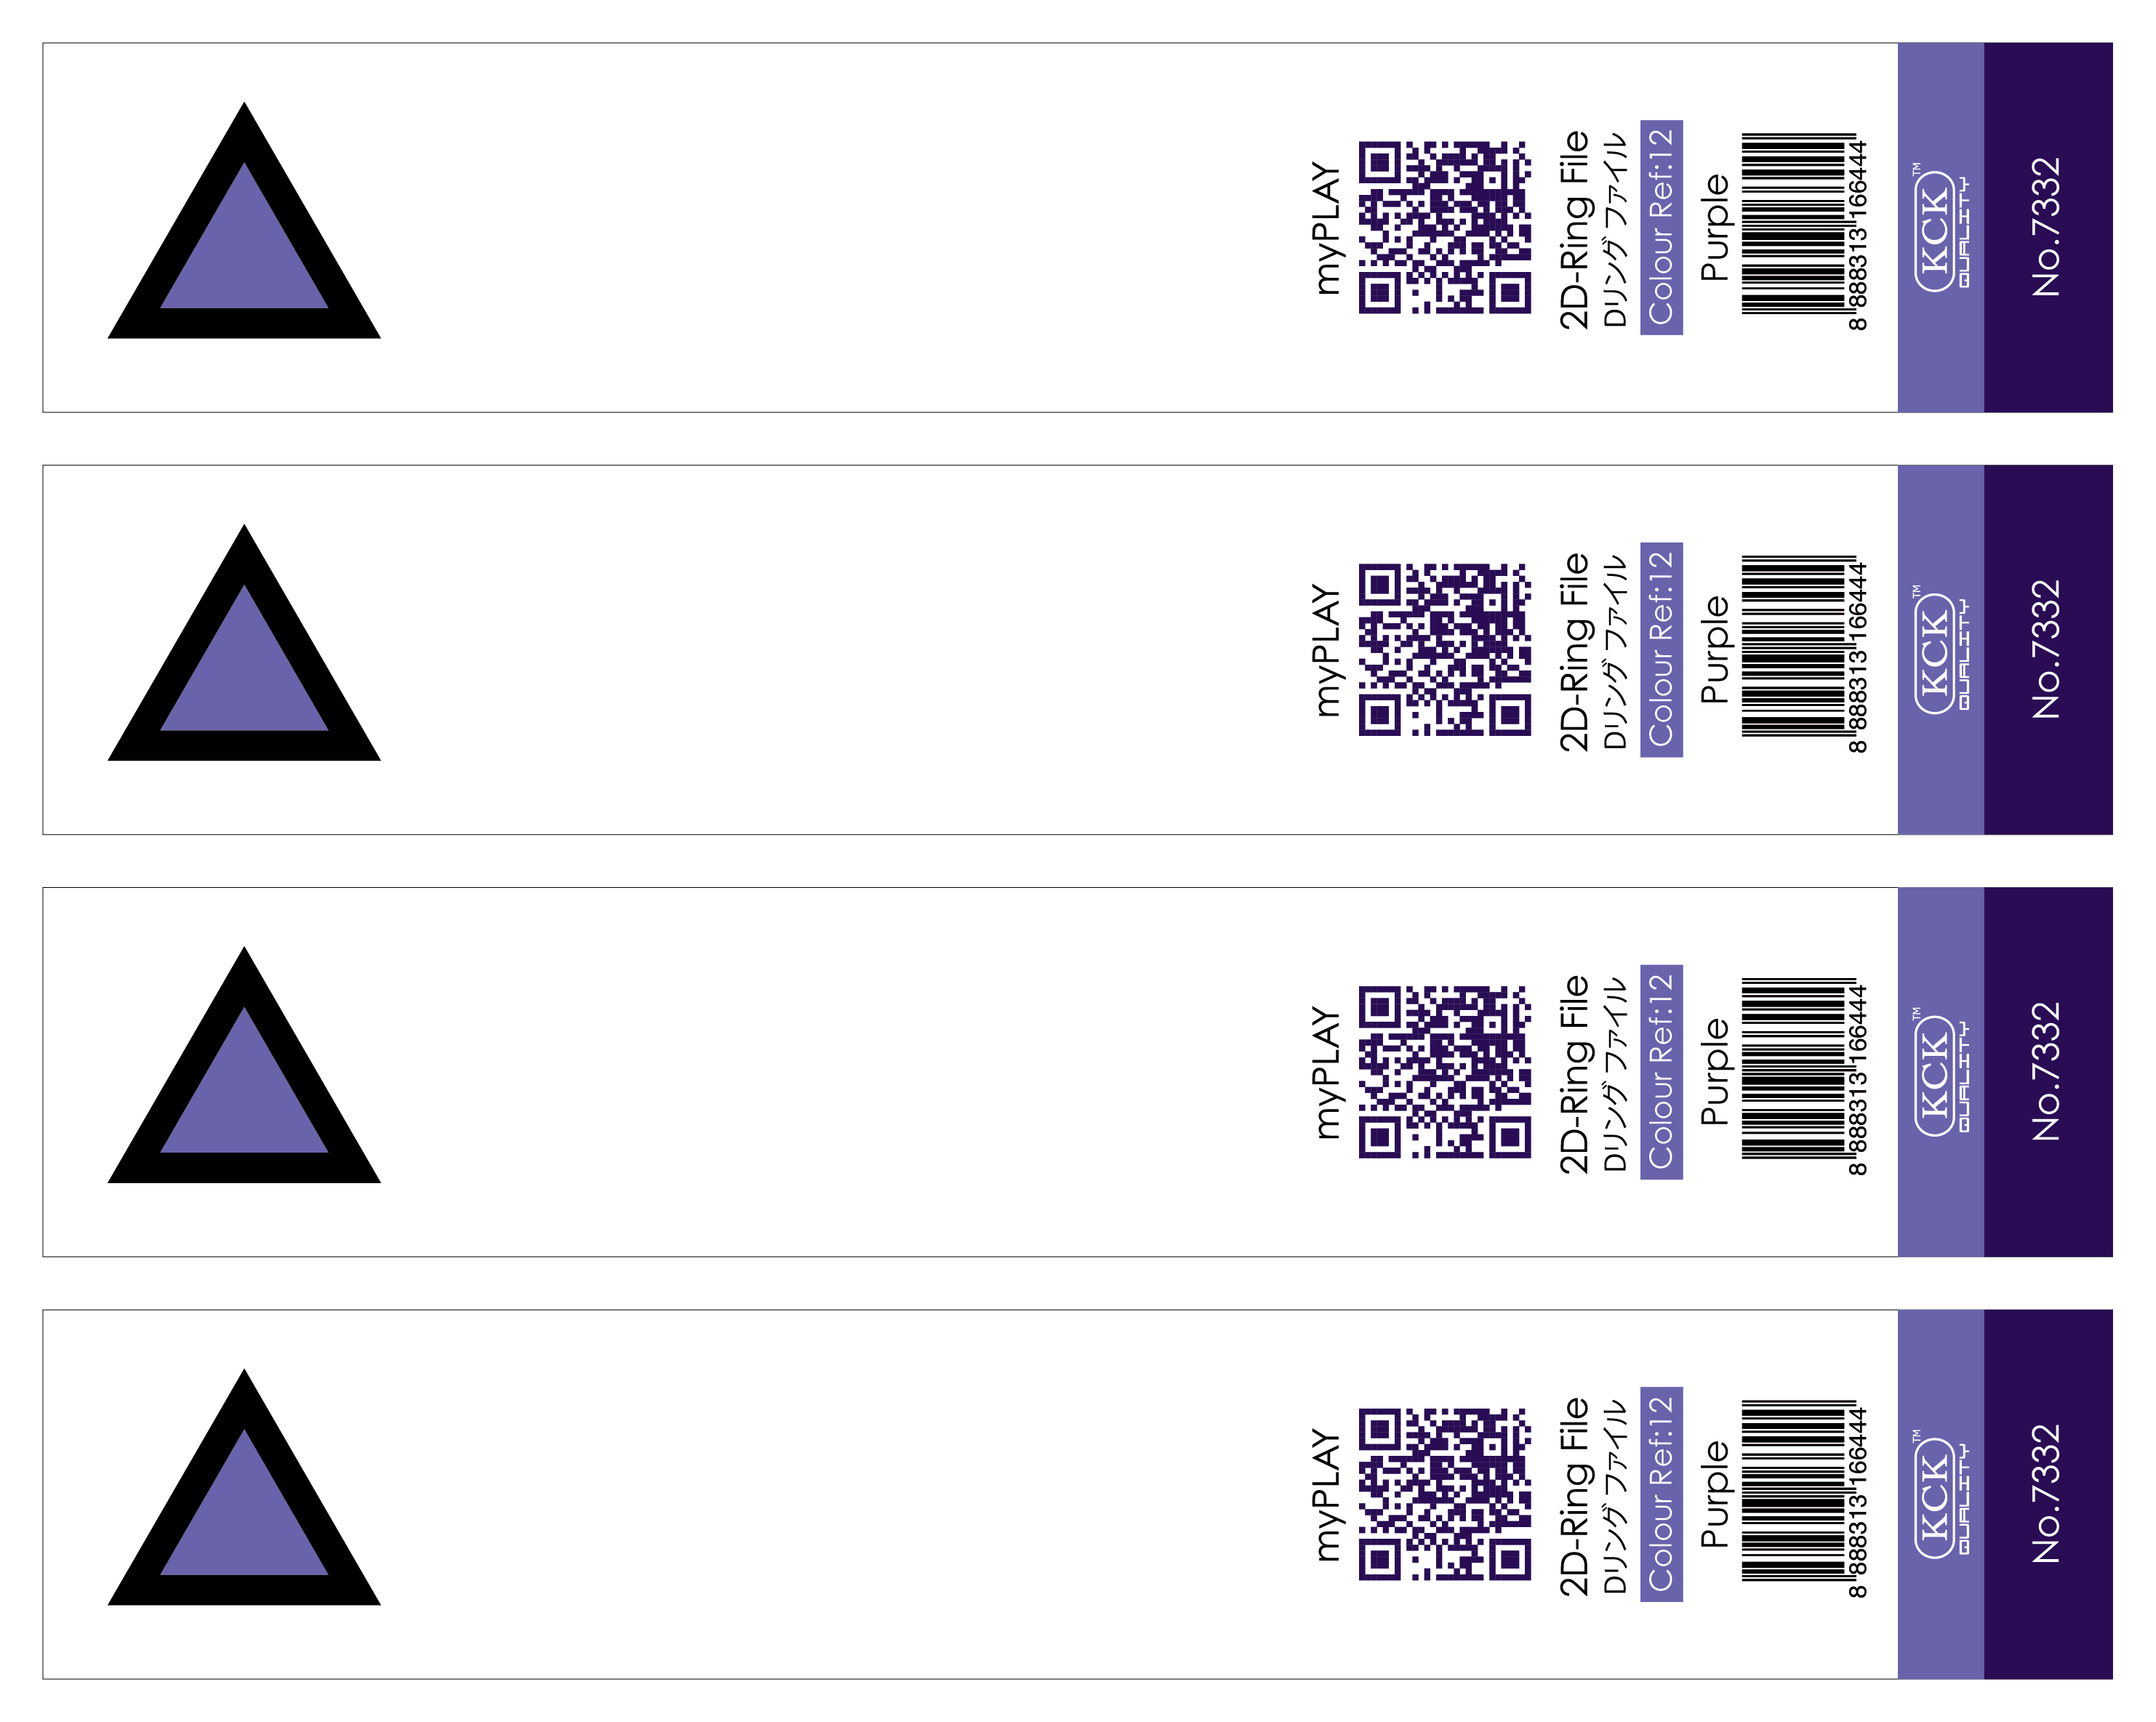 myPLAY
2D-Ring File
Dリング ファイル
Colour Ref:12
Purple
8 888313 166444
KCK™
QUALITY
No.7332
myPLAY
2D-Ring File
Dリング ファイル
Colour Ref:12
Purple
8 888313 166444
KCK™
QUALITY
No.7332
myPLAY
2D-Ring File
Dリング ファイル
Colour Ref:12
Purple
8 888313 166444
KCK™
QUALITY
No.7332
myPLAY
2D-Ring File
Dリング ファイル
Colour Ref:12
Purple
8 888313 166444
KCK™
QUALITY
No.7332